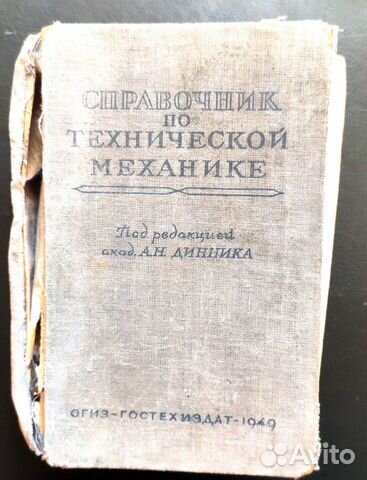 СПРАВОЧНИК
ПО
ТЕХНИЧЕСКОЙ
МЕХАНИКЕ
Под редакцией
акад. А.Н. ДИННИКА
ОГИЗ-ГОСТЕХИЗДАТ-1949
Avito